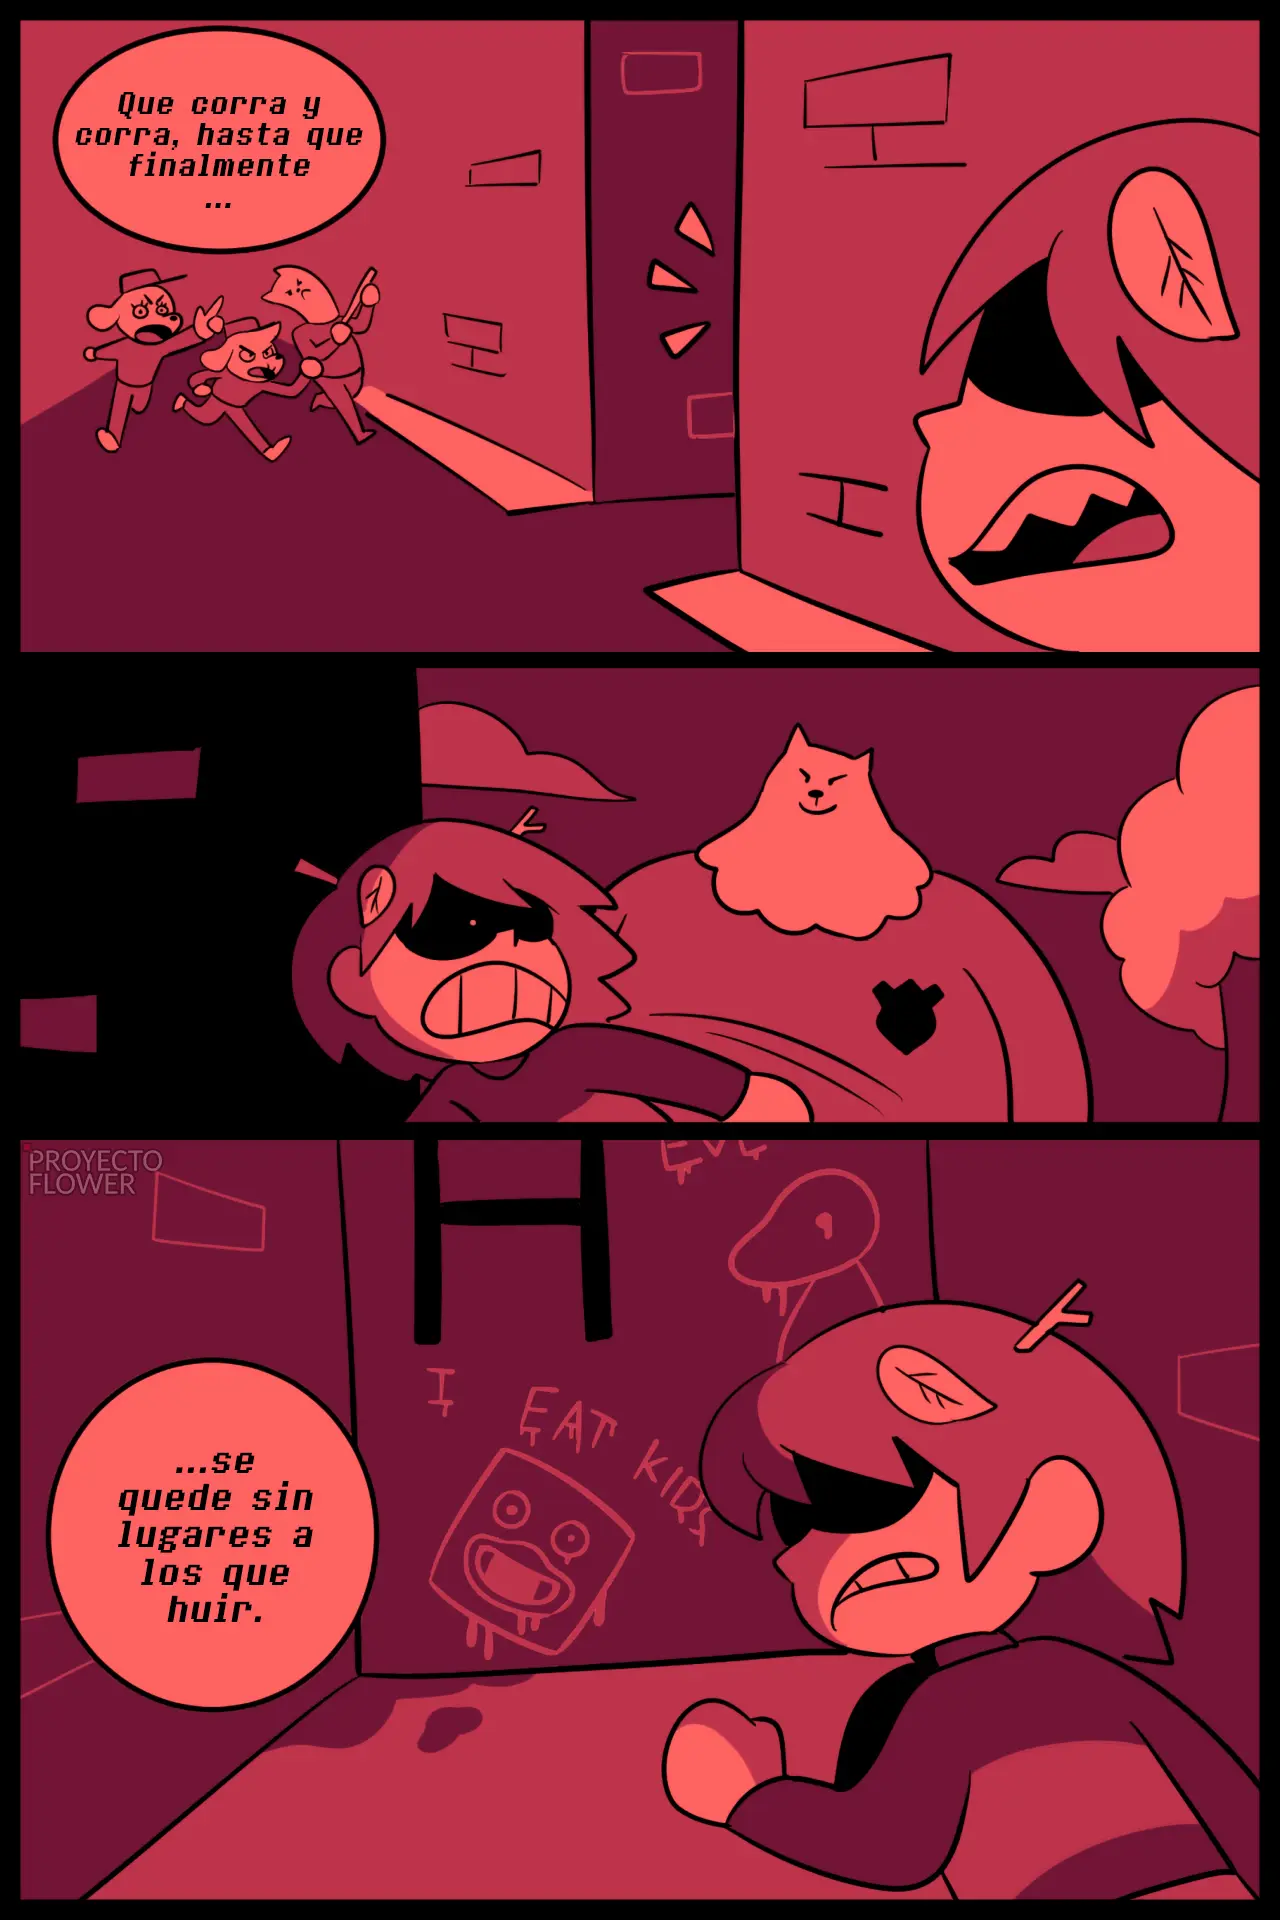 Que corra y
corra, hasta que
finalmente
...
PROYECTO
FLOWER
I EAT KIDS
...se
quede sin
lugares a
los que
huir.